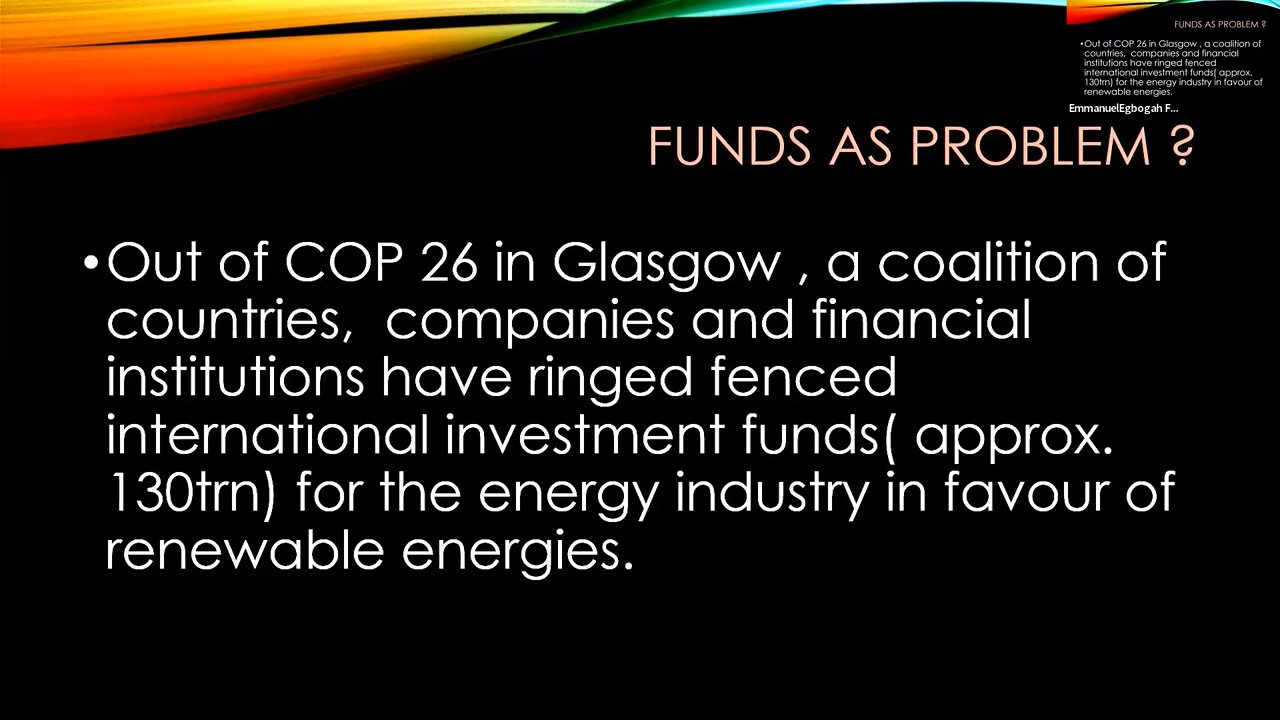 FUNDS AS PROBLEM ?
•Out of COP 26 in Glasgow , a coalition of
countries,  companies and financial
institutions have ringed fenced
international investment funds( approx.
130trn) for the energy industry in favour of
renewable energies.
EmmanuelEgbogah F...
FUNDS AS PROBLEM ?
•Out of COP 26 in Glasgow , a coalition of
countries,  companies and financial
institutions have ringed fenced
international investment funds( approx.
130trn) for the energy industry in favour of
renewable energies.